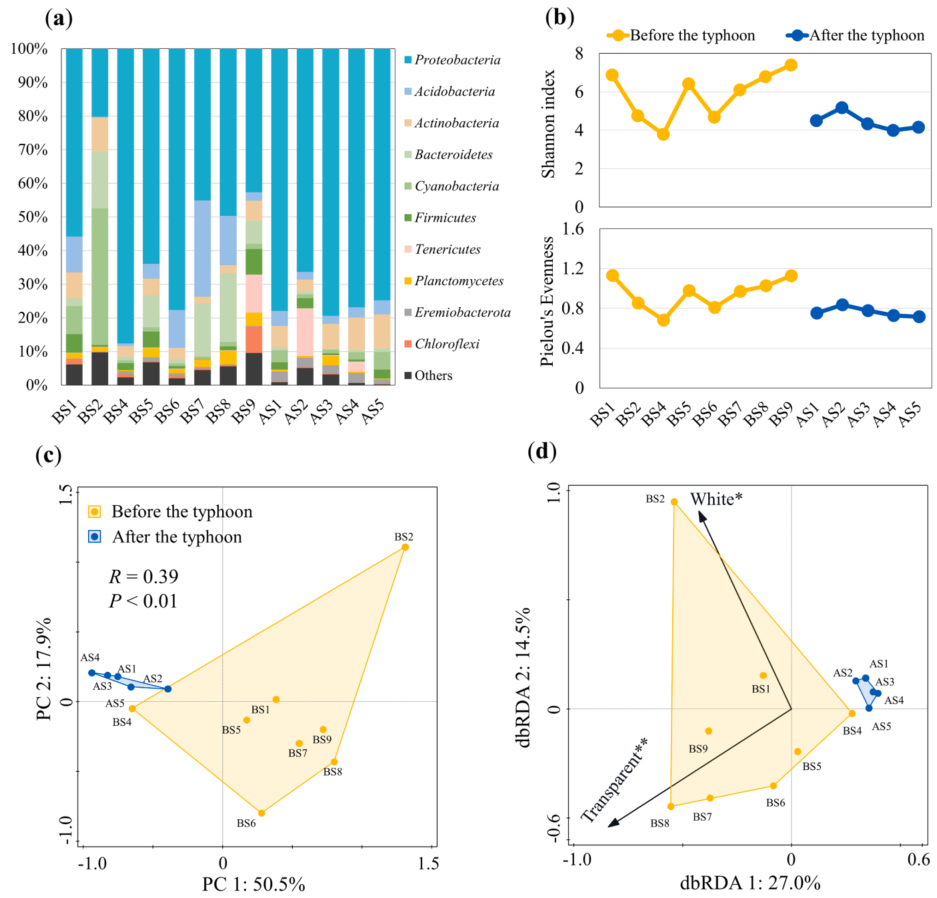 (a)
100%
90%
80%
70%
60%
50%
40%
30%
20%
10%
0%
BS1 BS2 BS4 BS5 BS6 BS7 BS8 BS9 AS1 AS2 AS3 AS4 AS5
Proteobacteria
Acidobacteria
Actinobacteria
Bacteroidetes
Cyanobacteria
Firmicutes
Tenericutes
Planctomycetes
Eremiobacterota
Chloroflexi
Others
(b)
Before the typhoon After the typhoon
Shannon index
8
6
4
2
0
Pielou's Evenness
1.6
1.2
0.8
0.4
0
BS1 BS2 BS4 BS5 BS6 BS7 BS8 BS9 AS1 AS2 AS3 AS4 AS5
(c)
Before the typhoon
After the typhoon
R = 0.39
P < 0.01
PC 2: 17.9%
1.5
0
-1.0
BS2
AS4
AS1
AS2
AS3
AS5
BS4
BS1
BS5
BS9
BS7
BS8
BS6
-1.0 0 1.5
PC 1: 50.5%
(d)
dbRDA 2: 14.5%
1.0
0
-0.6
BS2
White*
AS1
AS2
AS3
AS4
AS5
BS1
BS4
BS9
BS5
BS6
BS7
BS8
Transparent**
-1.0 0 0.6
dbRDA 1: 27.0%